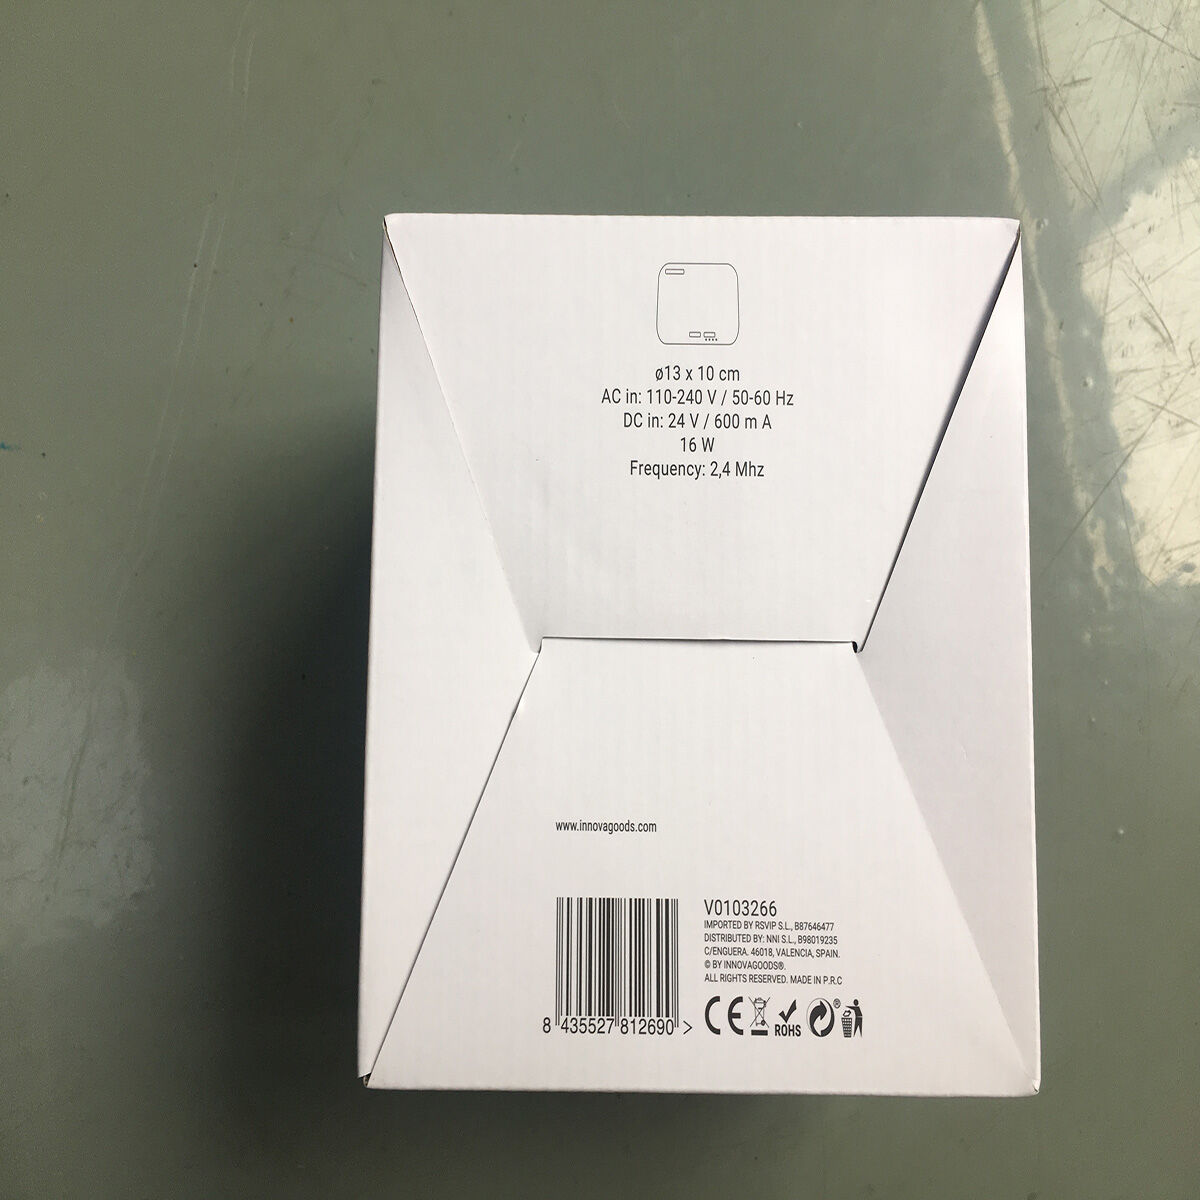 ø13 x 10 cm
AC in: 110-240 V / 50-60 Hz
DC in: 24 V / 600 m A
16 W
Frequency: 2,4 Mhz
www.innovagoods.com
V0103266
IMPORTED BY RSVIP S.L., B87646477
DISTRIBUTED BY: NNI S.L., B98019235
C/ENGUERA. 46018, VALENCIA, SPAIN.
© BY INNOVAGOODS®.
ALL RIGHTS RESERVED. MADE IN P.R.C
CE ROHS ®
8 435527 812690 >